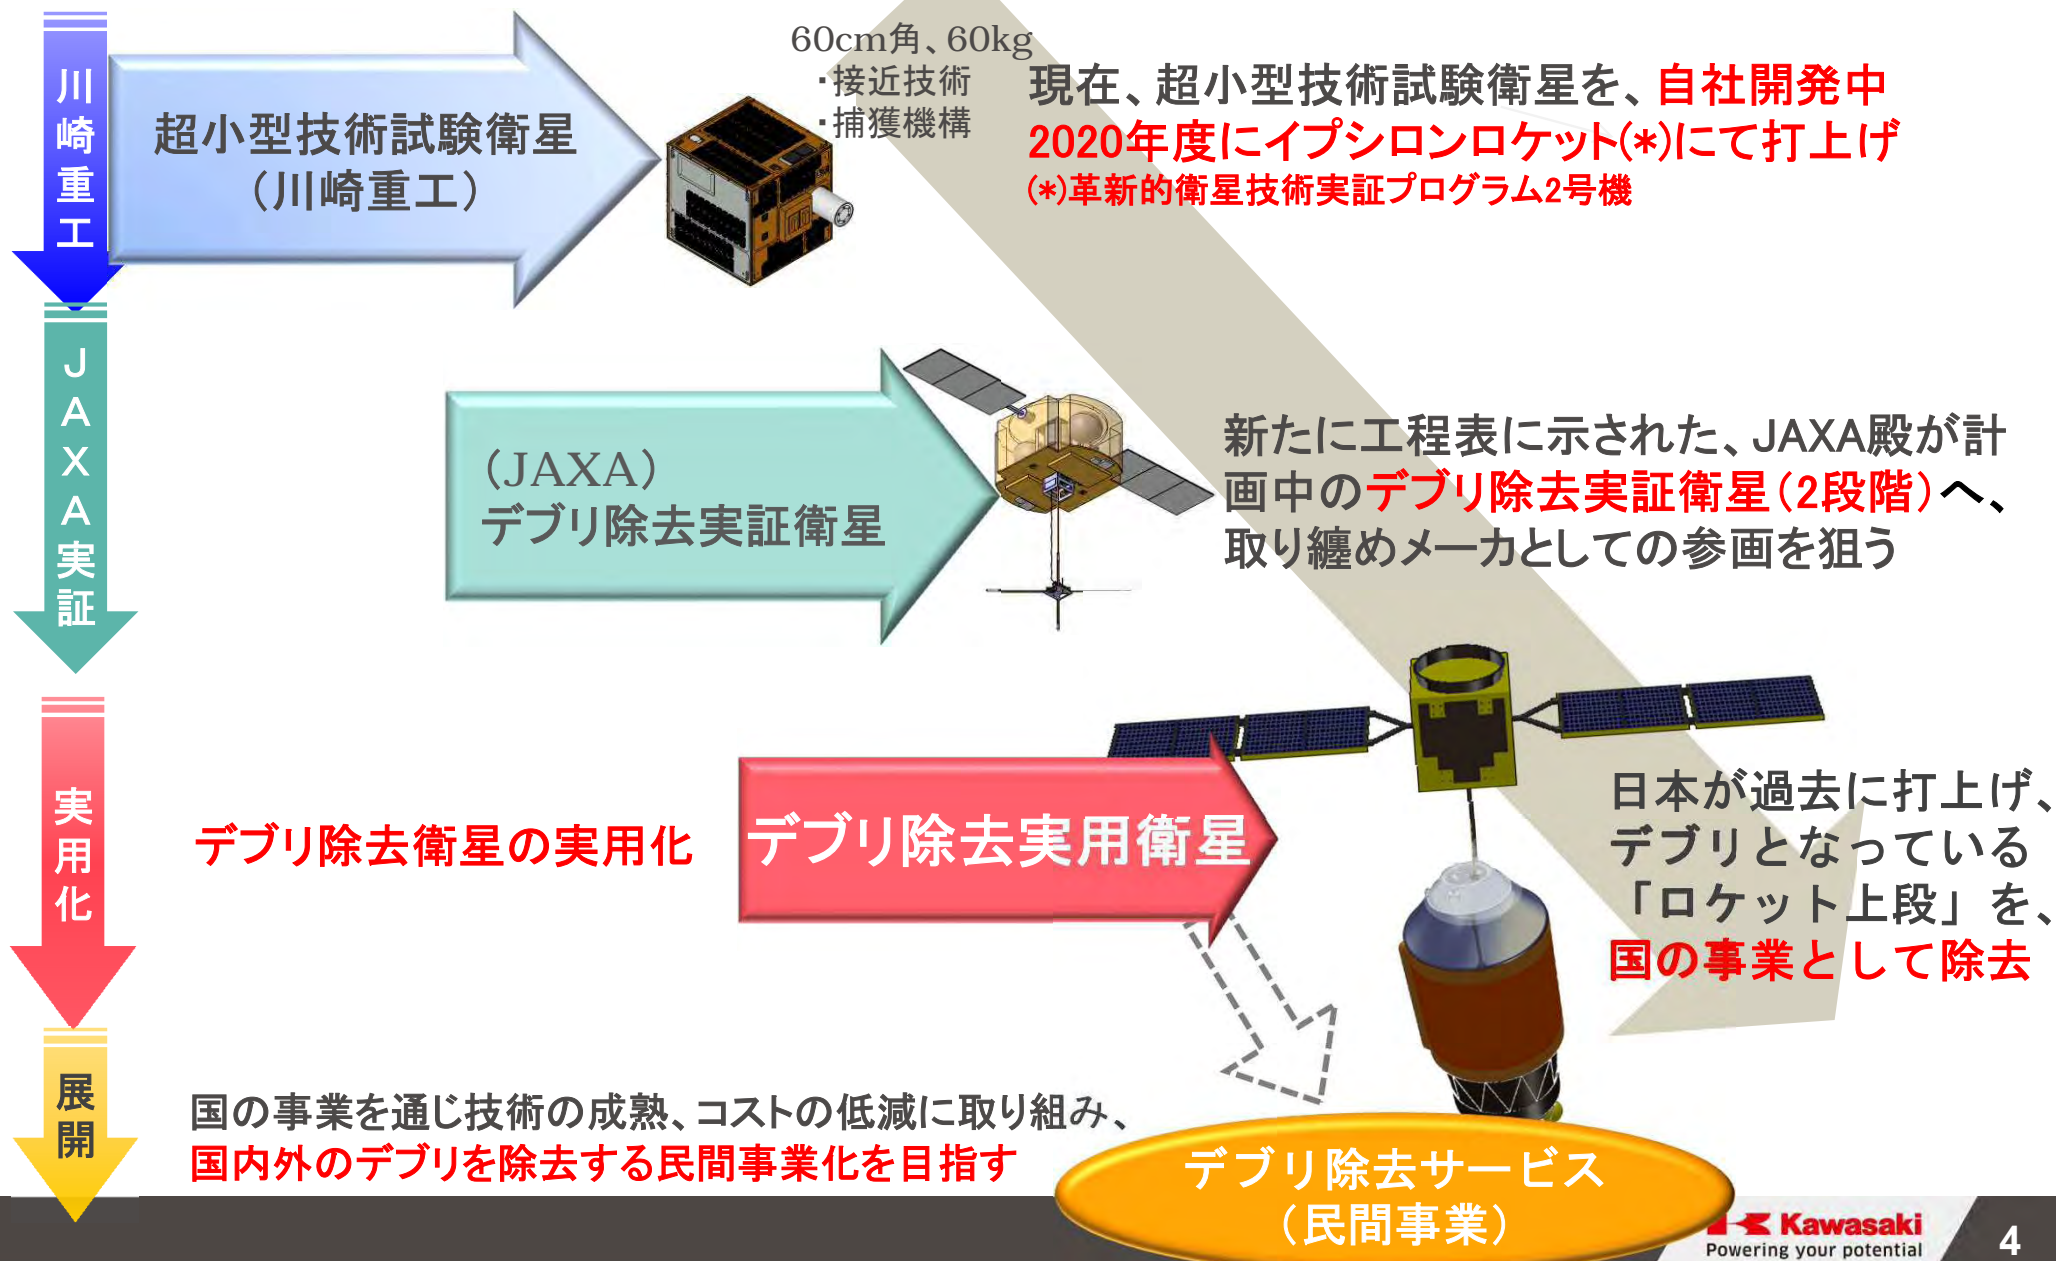 川崎重工
超小型技術試験衛星
（川崎重工）
60cm角、60kg
・接近技術
・捕獲機構
現在、超小型技術試験衛星を、自社開発中
2020年度にイプシロンロケット(*)にて打上げ
(*)革新的衛星技術実証プログラム2号機
JAXA実証
（JAXA）
デブリ除去実証衛星
新たに工程表に示された、JAXA殿が計
画中のデブリ除去実証衛星（2段階）へ、
取り纏めメーカとしての参画を狙う
実用化
デブリ除去衛星の実用化
デブリ除去実用衛星
日本が過去に打上げ、
デブリとなっている
「ロケット上段」を、
国の事業として除去
展開
国の事業を通じ技術の成熟、コストの低減に取り組み、
国内外のデブリを除去する民間事業化を目指す
デブリ除去サービス
（民間事業）
Kawasaki
Powering your potential
4